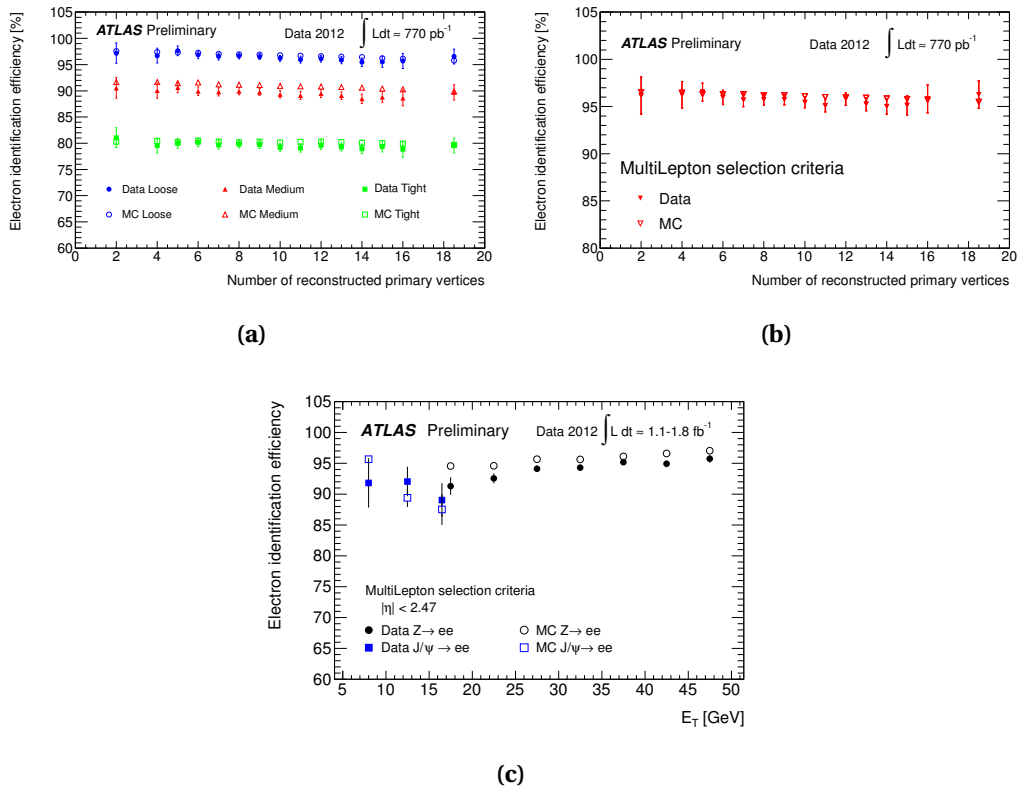 ATLAS Preliminary
Data 2012 ∫ Ldt ≈ 770 pb⁻¹
Electron identification efficiency [%]
105
100
95
90
85
80
75
70
65
60
Data Loose Data Medium Data Tight
MC Loose MC Medium MC Tight
0 2 4 6 8 10 12 14 16 18 20
Number of reconstructed primary vertices
(a)
ATLAS Preliminary
Data 2012 ∫ Ldt ≈ 770 pb⁻¹
Electron identification efficiency [%]
105
100
95
90
85
80
MultiLepton selection criteria
Data
MC
0 2 4 6 8 10 12 14 16 18 20
Number of reconstructed primary vertices
(b)
ATLAS Preliminary
Data 2012 ∫ L dt ≈ 1.1-1.8 fb⁻¹
Electron identification efficiency
105
100
95
90
85
80
75
70
65
60
MultiLepton selection criteria
|η| < 2.47
Data Z→ ee MC Z→ ee
Data J/ψ → ee MC J/ψ→ ee
5 10 15 20 25 30 35 40 45 50
E_T [GeV]
(c)